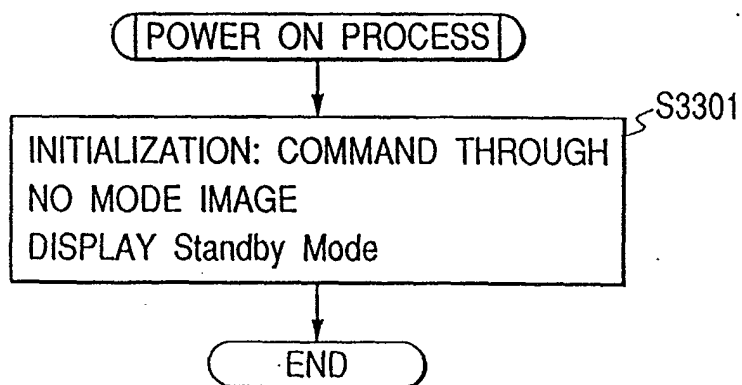 POWER ON PROCESS
S3301
INITIALIZATION: COMMAND THROUGH
NO MODE IMAGE
DISPLAY Standby Mode
END